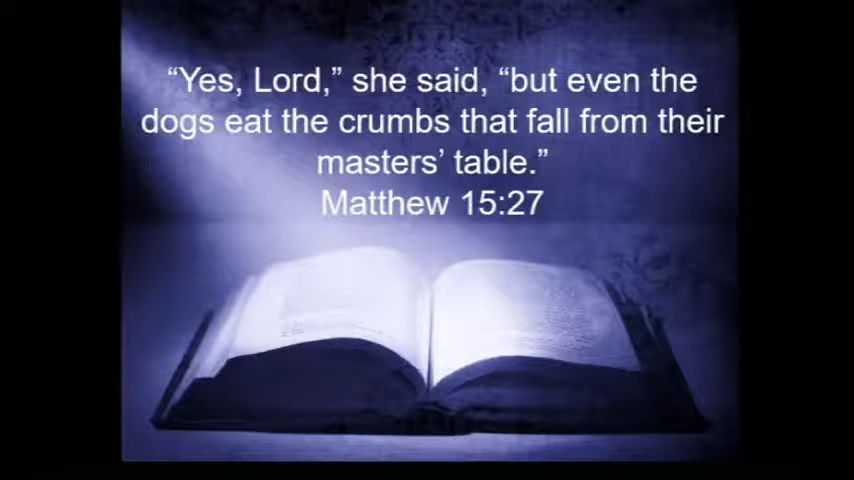 “Yes, Lord,” she said, “but even the
dogs eat the crumbs that fall from their
masters’ table.”
Matthew 15:27